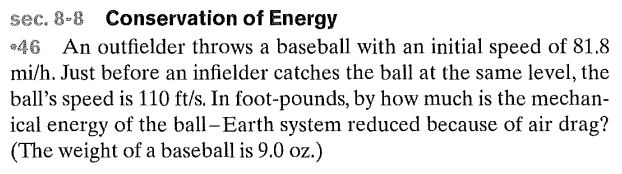 sec. 8-8 Conservation of Energy
•46 An outfielder throws a baseball with an initial speed of 81.8
mi/h. Just before an infielder catches the ball at the same level, the
ball's speed is 110 ft/s. In foot-pounds, by how much is the mechan-
ical energy of the ball–Earth system reduced because of air drag?
(The weight of a baseball is 9.0 oz.)